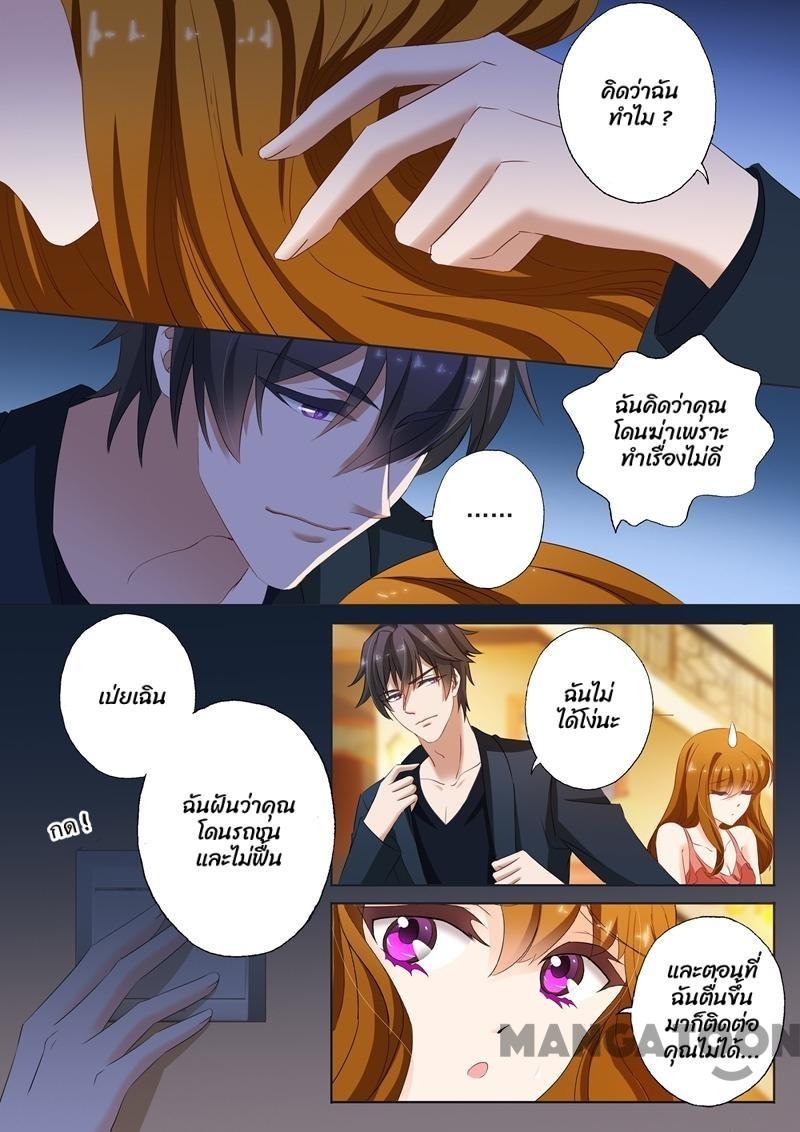 คิดว่าฉัน
ทำไม ?
ฉันคิดว่าคุณ
โดนฆ่าเพราะ
ทำเรื่องไม่ดี
......
เป่ยเฉิน
ฉันฝันว่าคุณ
โดนรถชน
และไม่ฟื้น
กด !
ฉันไม่
ได้โง่นะ
และตอนที่
ฉันตื่นขึ้น
มาก็ติดต่อ
คุณไม่ได้...
MANGATOON